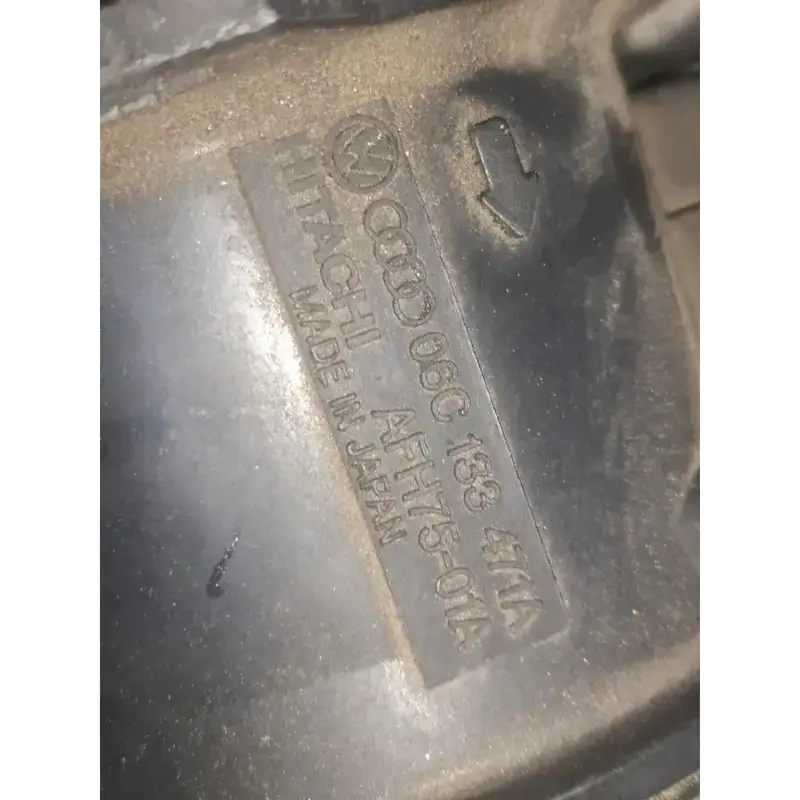 06C 133 471A
HITACHI AFH75-01A
MADE IN JAPAN